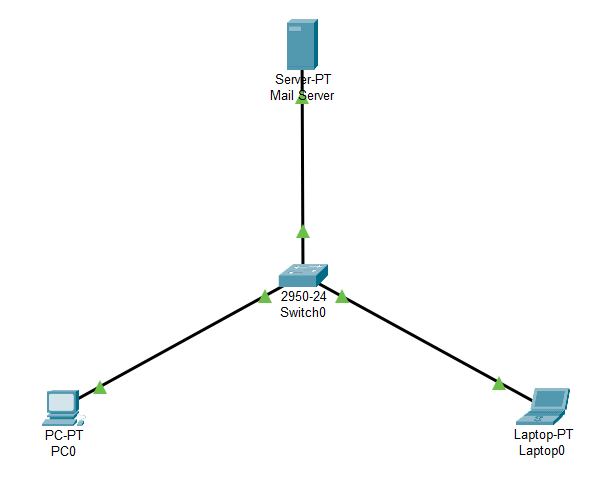 Server-PT
Mail Server
2950-24
Switch0
PC-PT
PC0
Laptop-PT
Laptop0